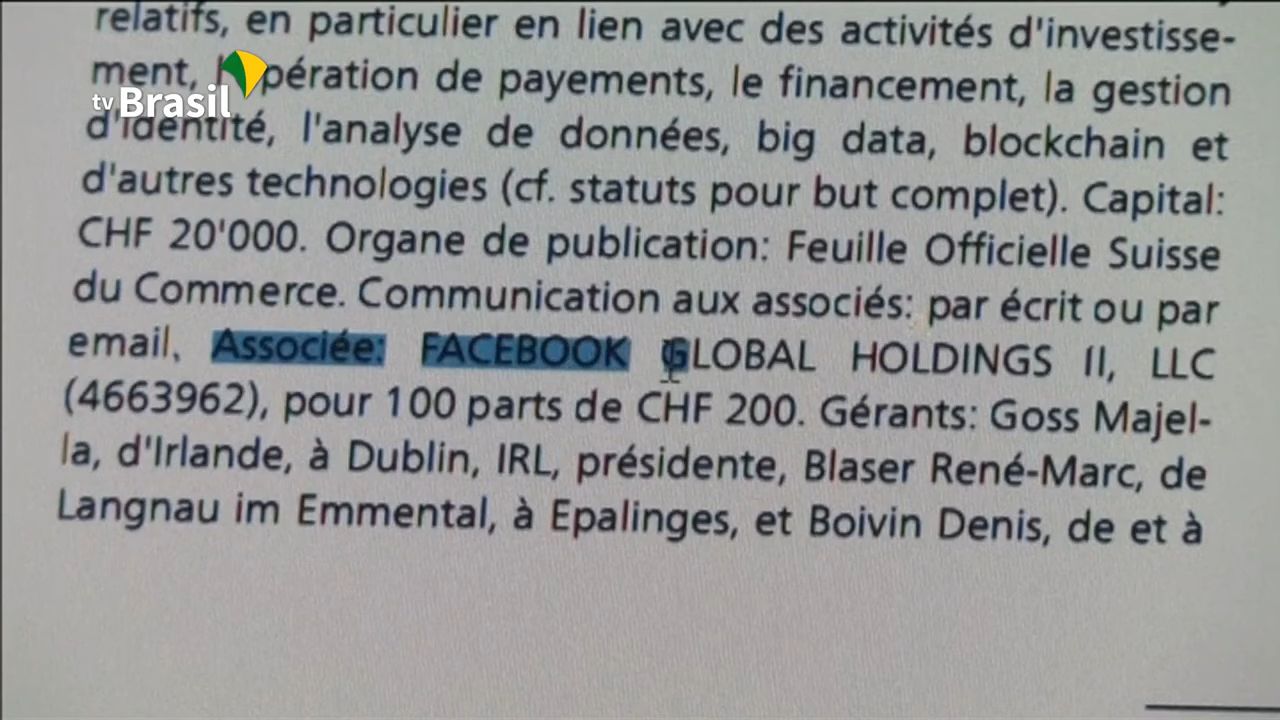 relatifs, en particulier en lien avec des activités d'investisse-
ment, pération de payements, le financement, la gestion
tv Brasil
d'identité, l'analyse de données, big data, blockchain et
d'autres technologies (cf. statuts pour but complet). Capital:
CHF 20'000. Organe de publication: Feuille Officielle Suisse
du Commerce. Communication aux associés: par écrit ou par
email. Associée: FACEBOOK GLOBAL HOLDINGS II, LLC
(4663962), pour 100 parts de CHF 200. Gérants: Goss Majel-
la, d'Irlande, à Dublin, IRL, présidente, Blaser René-Marc, de
Langnau im Emmental, à Epalinges, et Boivin Denis, de et à